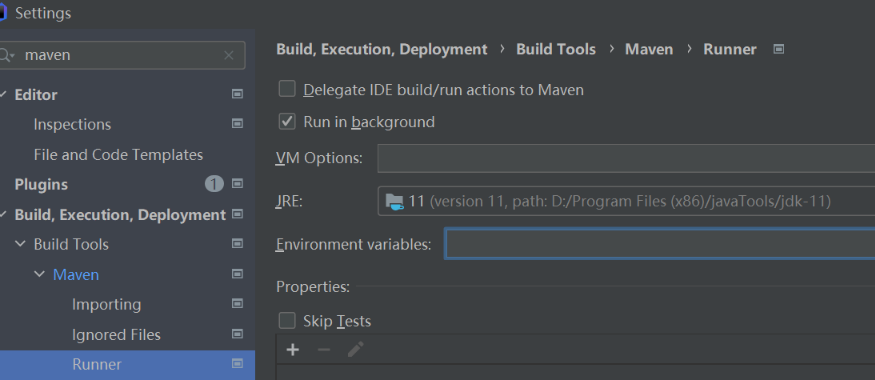 Settings
maven
Editor
Inspections
File and Code Templates
Plugins 1
Build, Execution, Deployment
Build Tools
Maven
Importing
Ignored Files
Runner
Build, Execution, Deployment › Build Tools › Maven › Runner
Delegate IDE build/run actions to Maven
Run in background
VM Options:
JRE: 11 (version 11, path: D:/Program Files (x86)/javaTools/jdk-11)
Environment variables:
Properties:
Skip Tests